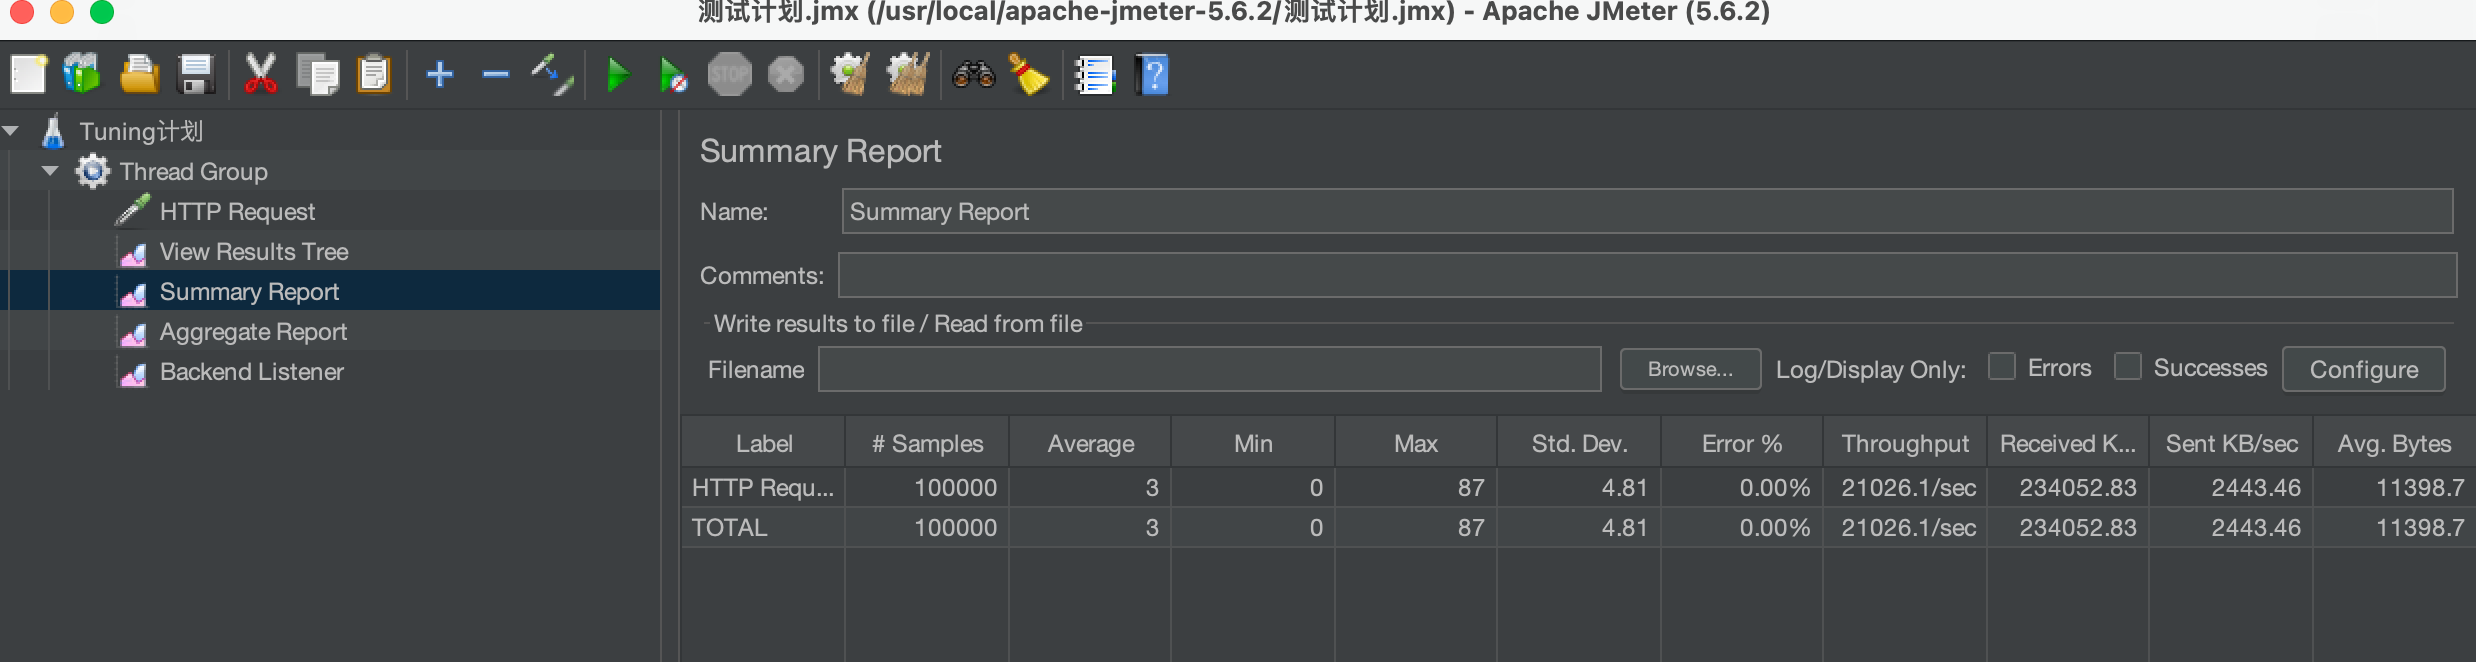 测试计划.jmx (/usr/local/apache-jmeter-5.6.2/测试计划.jmx) - Apache JMeter (5.6.2)
STOP
Tuning计划
Thread Group
HTTP Request
View Results Tree
Summary Report
Aggregate Report
Backend Listener
Summary Report
Name: Summary Report
Comments:
Write results to file / Read from file
Filename Browse... Log/Display Only: Errors Successes Configure
Label # Samples Average Min Max Std. Dev. Error % Throughput Received K... Sent KB/sec Avg. Bytes
HTTP Requ... 100000 3 0 87 4.81 0.00% 21026.1/sec 234052.83 2443.46 11398.7
TOTAL 100000 3 0 87 4.81 0.00% 21026.1/sec 234052.83 2443.46 11398.7